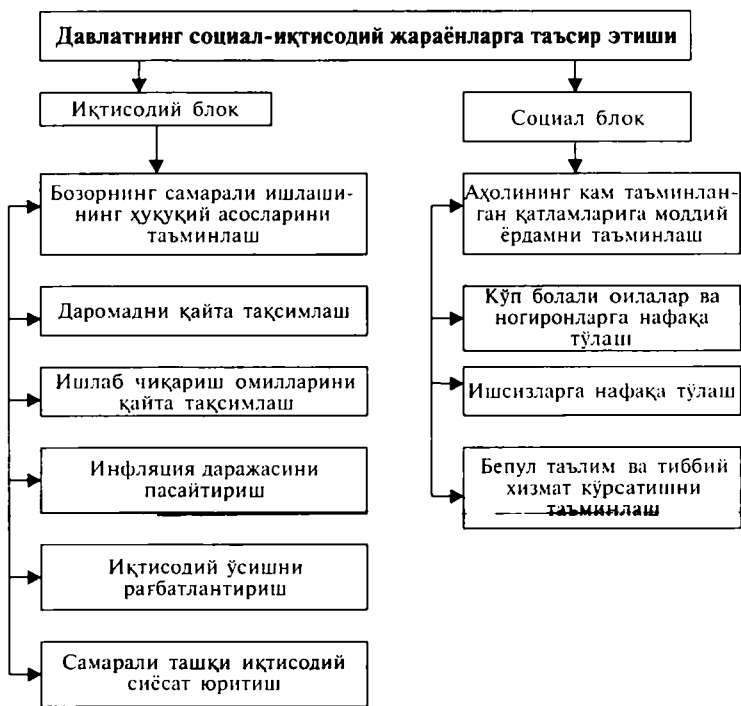 Давлатнинг социал-иқтисодий жараёнларга таъсир этиши
Иқтисодий блок
Бозорнинг самарали ишлаши-
нинг ҳуқуқий асосларини
таъминлаш
Даромадни қайта тақсимлаш
Ишлаб чиқариш омилларини
қайта тақсимлаш
Инфляция даражасини
пасайтириш
Иқтисодий ўсишни
рағбатлантириш
Самарали ташқи иқтисодий
сиёсат юритиш
Социал блок
Аҳолининг кам таъминлан-
ган қатламларига моддий
ёрдамни таъминлаш
Кўп болали оилалар ва
ногиронларга нафақа
тўлаш
Ишсизларга нафақа тўлаш
Бепул таълим ва тиббий
хизмат кўрсатишни
таъминлаш